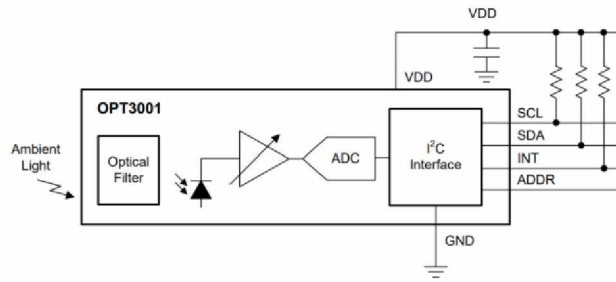 VDD
VDD
OPT3001
SCL
SDA
INT
ADDR
Ambient
Light
Optical
Filter
ADC
I²C
Interface
GND